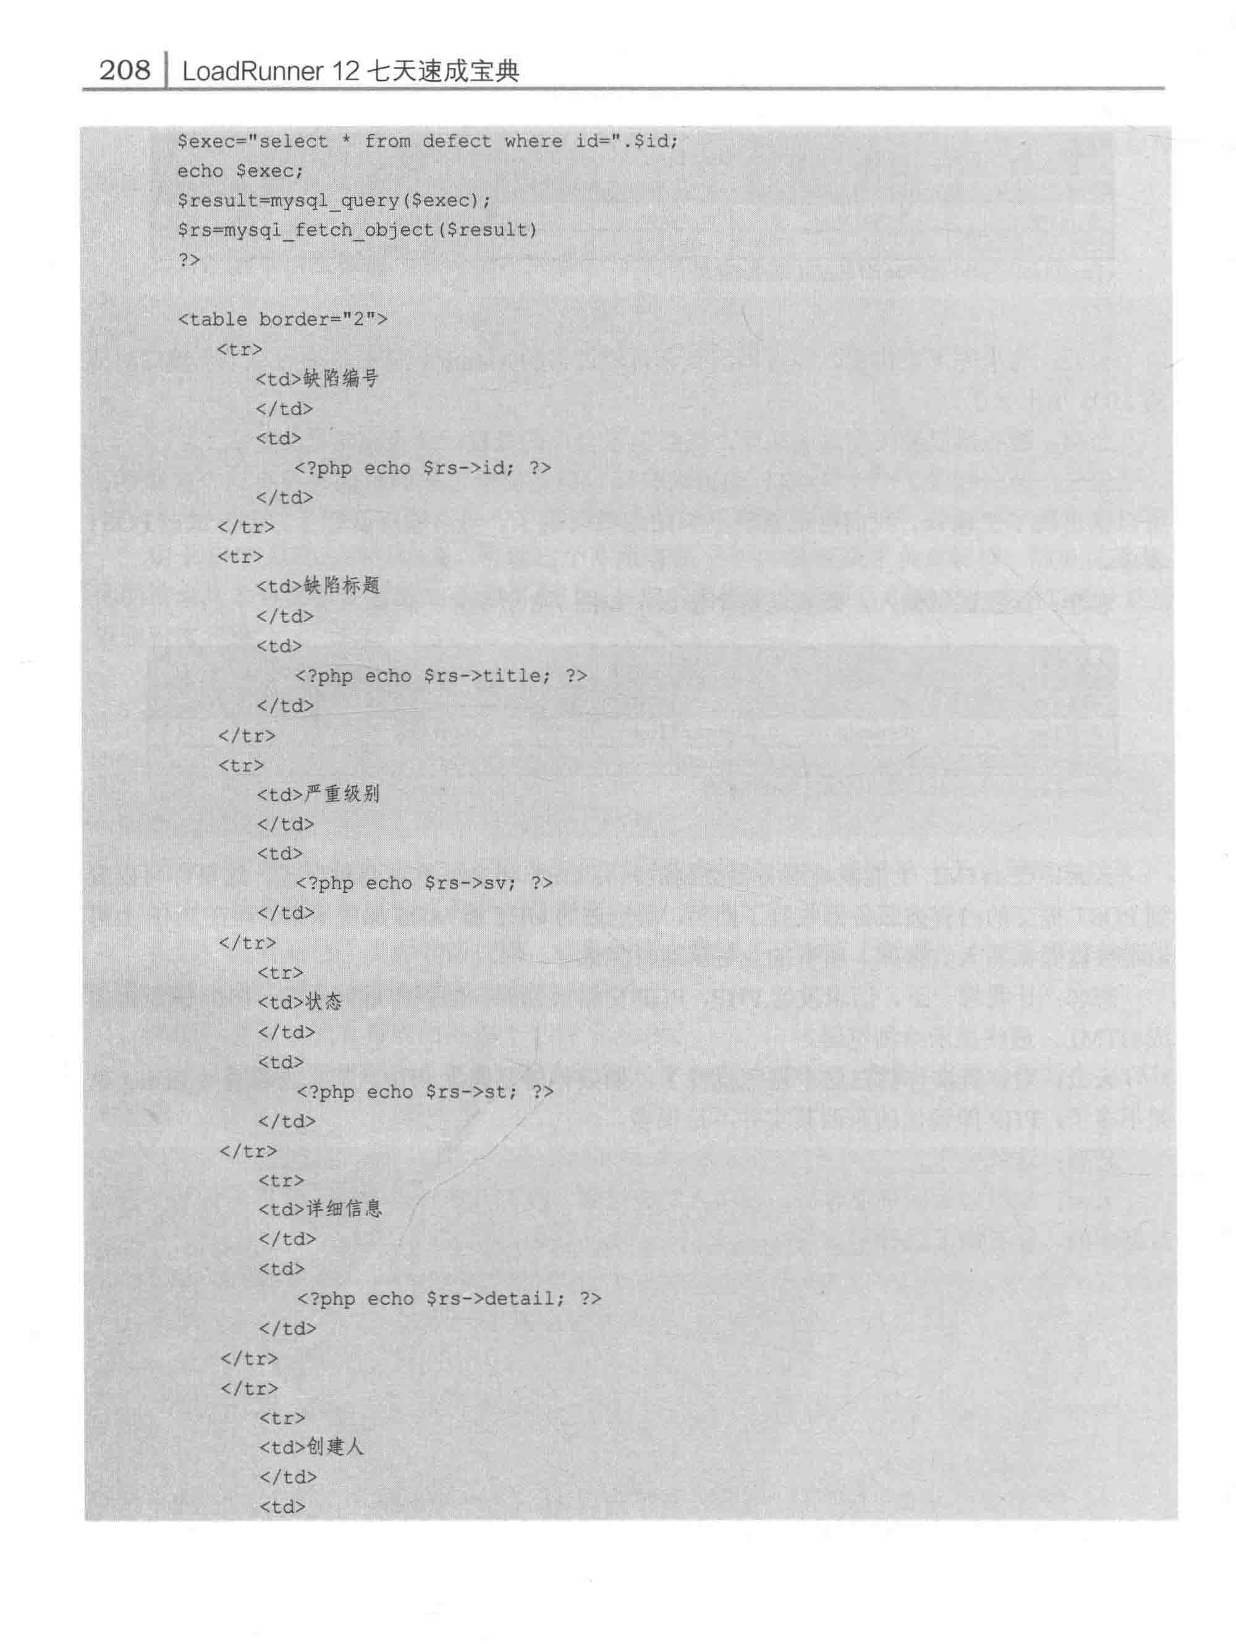 208 LoadRunner 12 七天速成宝典
$exec="select * from defect where id=".$id;
echo $exec;
$result=mysql_query($exec);
$rs=mysqi_fetch_object($result)
?>
<table border="2">
<tr>
<td>缺陷编号
</td>
<td>
<?php echo $rs->id; ?>
</td>
</tr>
<tr>
<td>缺陷标题
</td>
<td>
<?php echo $rs->title; ?>
</td>
</tr>
<tr>
<td>严重级别
</td>
<td>
<?php echo $rs->sv; ?>
</td>
</tr>
<tr>
<td>状态
</td>
<td>
<?php echo $rs->st; ?>
</td>
</tr>
<tr>
<td>详细信息
</td>
<td>
<?php echo $rs->detail; ?>
</td>
</tr>
</tr>
<tr>
<td>创建人
</td>
<td>